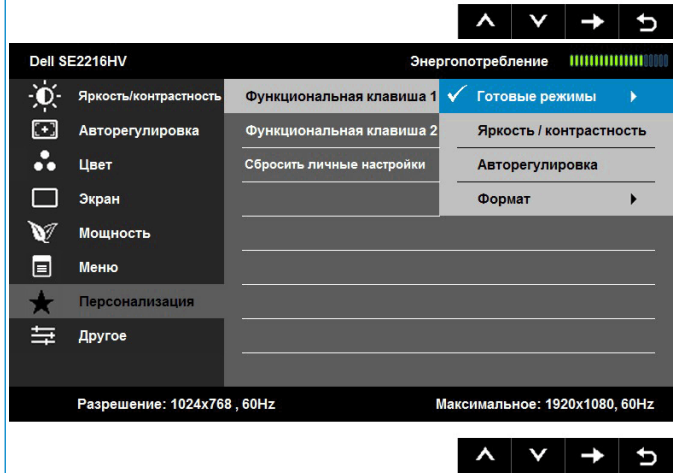 Dell SE2216HV Энергопотребление
Яркость/контрастность Функциональная клавиша 1 Готовые режимы
Авторегулировка Функциональная клавиша 2 Яркость / контрастность
Цвет Сбросить личные настройки Авторегулировка
Экран Формат
Мощность
Меню
Персонализация
Другое
Разрешение: 1024x768 , 60Hz Максимальное: 1920x1080, 60Hz